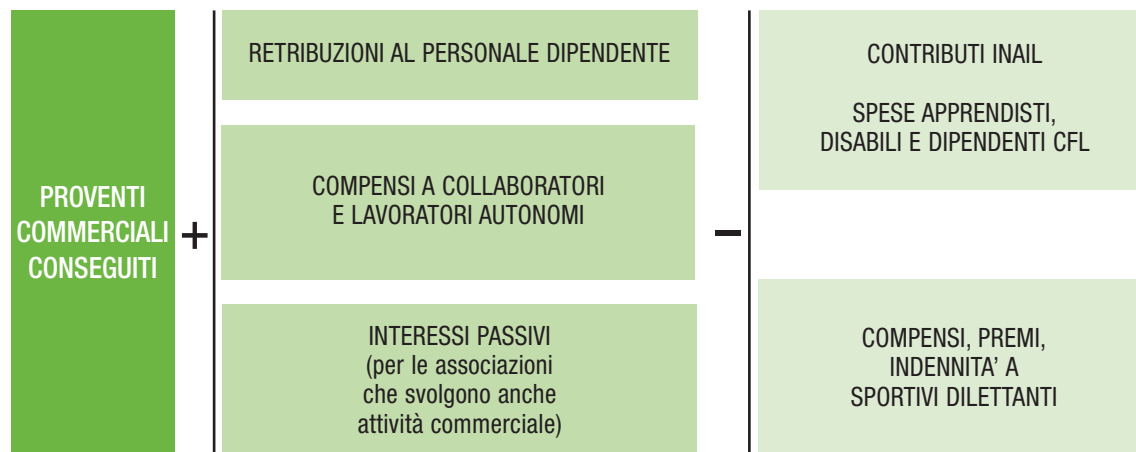 PROVENTI
COMMERCIALI
CONSEGUITI
+
RETRIBUZIONI AL PERSONALE DIPENDENTE
COMPENSI A COLLABORATORI
E LAVORATORI AUTONOMI
INTERESSI PASSIVI
(per le associazioni
che svolgono anche
attività commerciale)
–
CONTRIBUTI INAIL
SPESE APPRENDISTI,
DISABILI E DIPENDENTI CFL
COMPENSI, PREMI,
INDENNITA’ A
SPORTIVI DILETTANTI